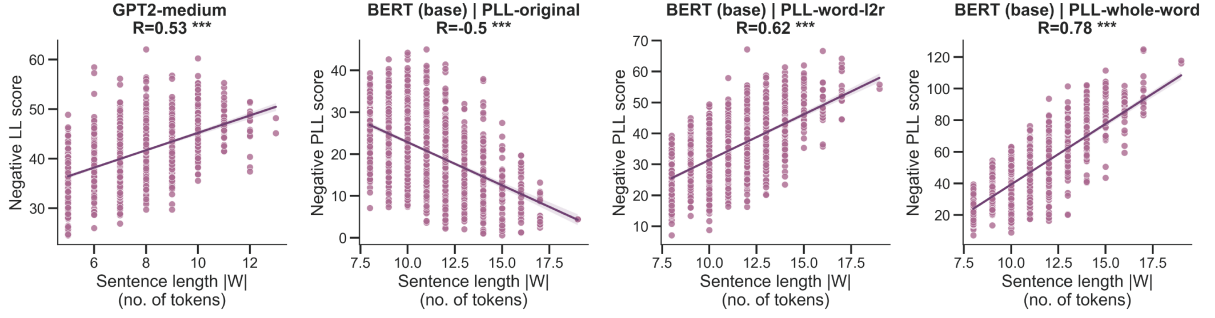 GPT2-medium
R=0.53 ***
60
50
40
30
Negative LL score
6
8
10
12
Sentence length |W|
(no. of tokens)
BERT (base) | PLL-original
R=-0.5 ***
40
30
20
10
0
Negative PLL score
7.5
10.0
12.5
15.0
17.5
Sentence length |W|
(no. of tokens)
BERT (base) | PLL-word-l2r
R=0.62 ***
70
60
50
40
30
20
10
Negative PLL score
7.5
10.0
12.5
15.0
17.5
Sentence length |W|
(no. of tokens)
BERT (base) | PLL-whole-word
R=0.78 ***
120
100
80
60
40
20
Negative PLL score
7.5
10.0
12.5
15.0
17.5
Sentence length |W|
(no. of tokens)